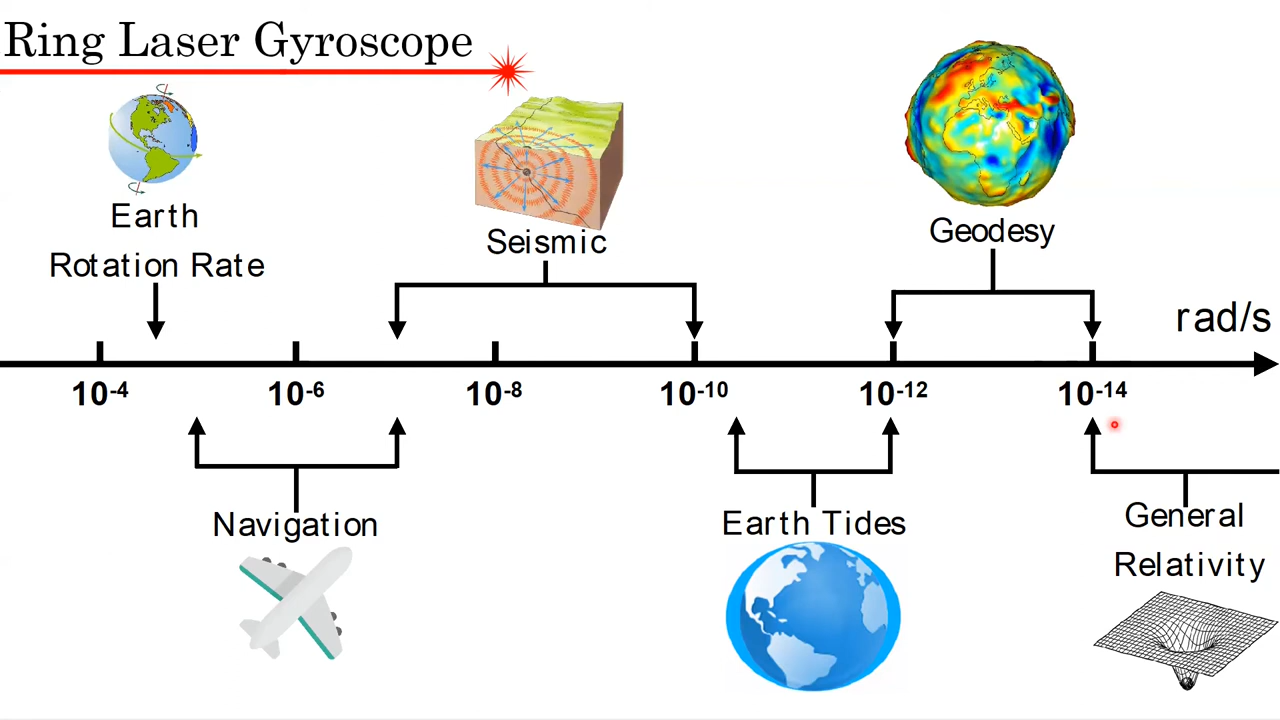 Ring Laser Gyroscope
Earth
Rotation Rate
Seismic
Geodesy
rad/s
10-4
10-6
10-8
10-10
10-12
10-14
Navigation
Earth Tides
General
Relativity